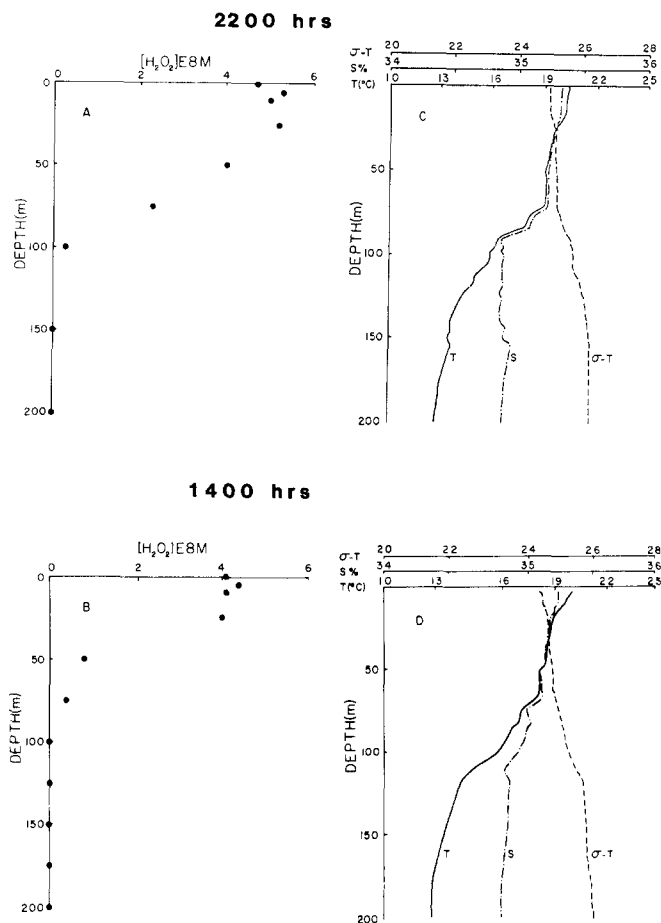 2200 hrs
[H₂O₂]E8M
0 2 4 6
A
0
50
100
150
200
DEPTH(m)
σ-T 20 22 24 26 28
S% 34 35 36
T(°C) 10 13 16 19 22 25
C
50
100
150
200
DEPTH(m)
T S σ-T
1400 hrs
[H₂O₂]E8M
0 2 4 6
B
0
50
100
150
200
DEPTH(m)
σ-T 20 22 24 26 28
S% 34 35 36
T(°C) 10 13 16 19 22 25
D
50
100
150
200
DEPTH(m)
T S σ-T